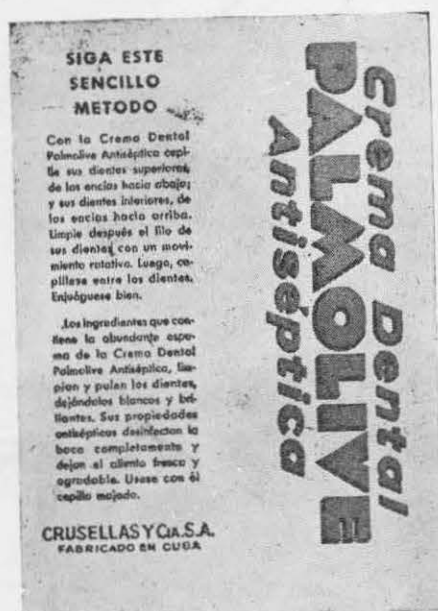 SIGA ESTE
SENCILLO
METODO
Con la Crema Dental
Palmolive Antiséptica cepi-
lle sus dientes superiores,
de las encías hacia abajo;
y sus dientes inferiores, de
las encías hacia arriba.
Limpie después el filo de
sus dientes con un movi-
miento rotativo. Luego, ce-
píllese entre los dientes.
Enjuáguese bien.
Los ingredientes que con-
tiene la abundante espu-
ma de la Crema Dental
Palmolive Antiséptica, lim-
pian y pulen los dientes,
dejándolos blancos y bri-
llantes. Sus propiedades
antisépticas desinfectan la
boca completamente y
dejan el aliento fresco y
agradable. Usese con el
cepillo mojado.
CRUSELLAS Y CIA. S.A.
FABRICADO EN CUBA
Crema Dental
PALMOLIVE
Antiséptica